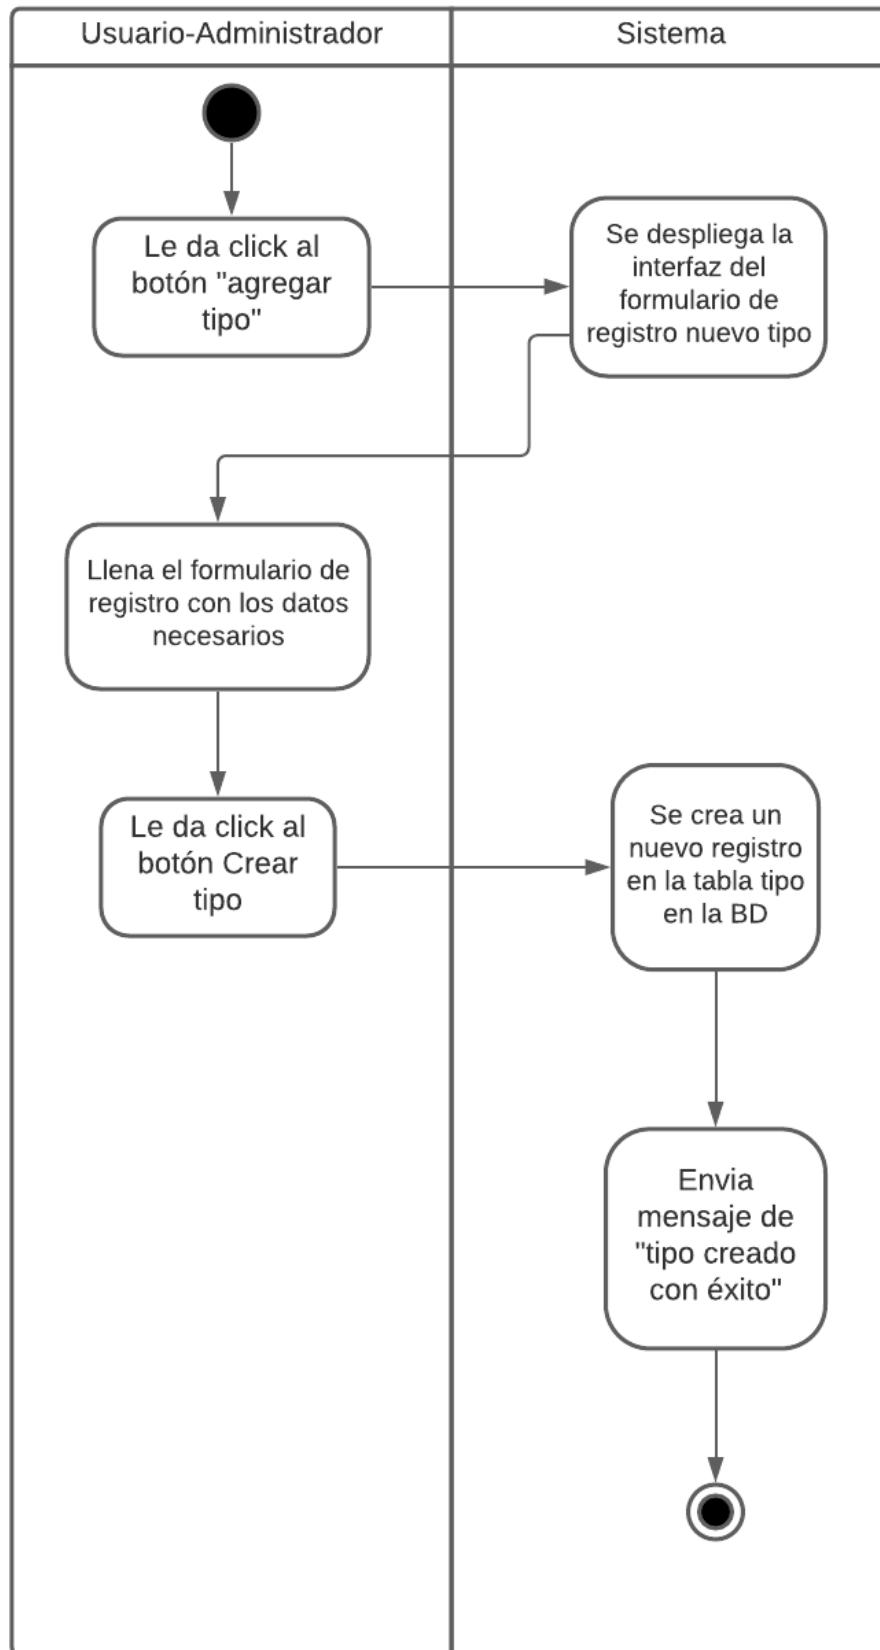 Usuario-Administrador
Sistema
Le da click al
botón "agregar
tipo"
Se despliega la
interfaz del
formulario de
registro nuevo tipo
Llena el formulario de
registro con los datos
necesarios
Le da click al
botón Crear
tipo
Se crea un
nuevo registro
en la tabla tipo
en la BD
Envia
mensaje de
"tipo creado
con éxito"